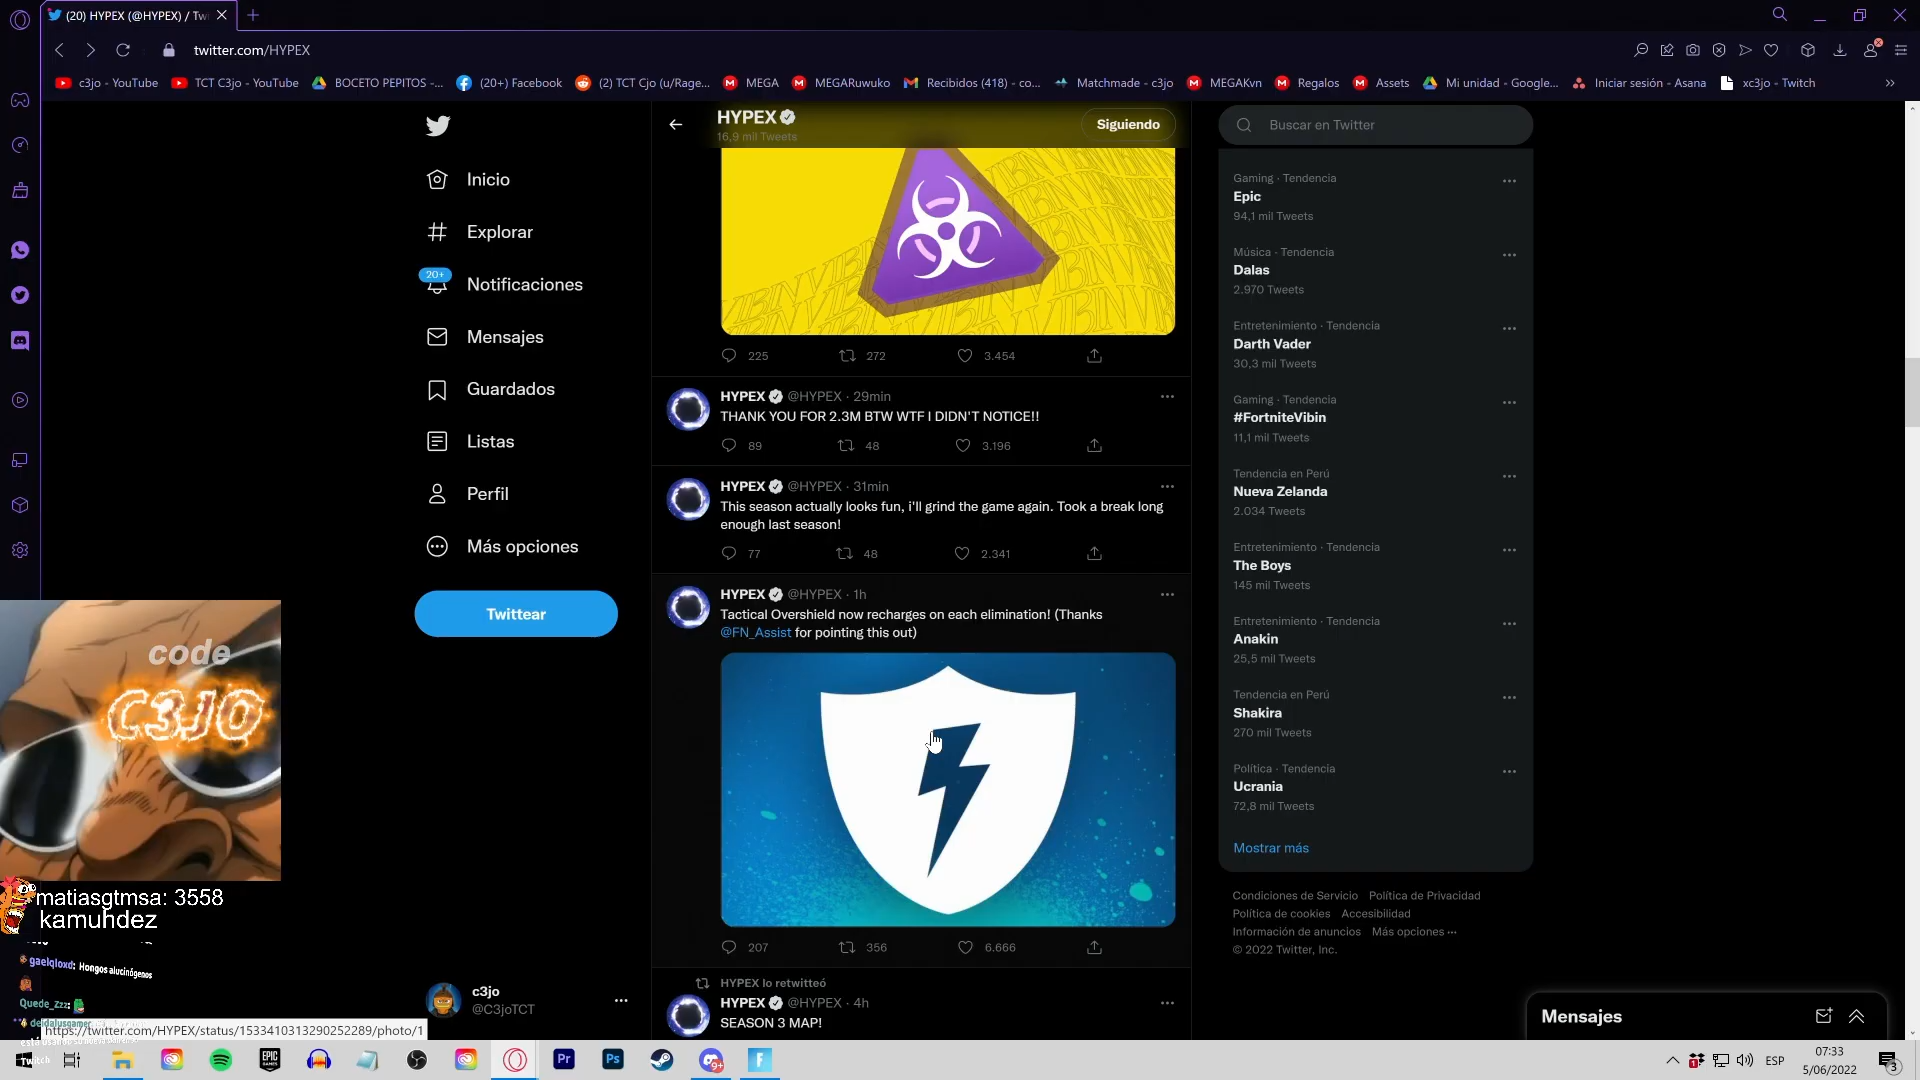 (20) HYPEX (@HYPEX) / Tw
twitter.com/HYPEX
c3jo - YouTube
TCT C3jo - YouTube
BOCETO PEPITOS -...
(20+) Facebook
(2) TCT Cjo (u/Rage...
MEGA
MEGARuwuko
Recibidos (418) - co...
Matchmade - c3jo
MEGAKvn
Regalos
Assets
Mi unidad - Google...
Iniciar sesión - Asana
xc3jo - Twitch
Inicio
Explorar
20+
Notificaciones
Mensajes
Guardados
Listas
Perfil
Más opciones
Twittear
c3jo
@C3joTCT
HYPEX
16,9 mil Tweets
Siguiendo
225 272 3.454
HYPEX @HYPEX · 29min
THANK YOU FOR 2.3M BTW WTF I DIDN'T NOTICE!!
89 48 3.196
HYPEX @HYPEX · 31min
This season actually looks fun, i'll grind the game again. Took a break long
enough last season!
77 48 2.341
HYPEX @HYPEX · 1h
Tactical Overshield now recharges on each elimination! (Thanks
@FN_Assist for pointing this out)
207 356 6.666
HYPEX lo retwitteó
HYPEX @HYPEX · 4h
SEASON 3 MAP!
Buscar en Twitter
Gaming · Tendencia
Epic
94,1 mil Tweets
Música · Tendencia
Dalas
2.970 Tweets
Entretenimiento · Tendencia
Darth Vader
30,3 mil Tweets
Gaming · Tendencia
#FortniteVibin
11,1 mil Tweets
Tendencia en Perú
Nueva Zelanda
2.034 Tweets
Entretenimiento · Tendencia
The Boys
145 mil Tweets
Entretenimiento · Tendencia
Anakin
25,5 mil Tweets
Tendencia en Perú
Shakira
270 mil Tweets
Política · Tendencia
Ucrania
72,8 mil Tweets
Mostrar más
Condiciones de Servicio Política de Privacidad
Política de cookies Accesibilidad
Información de anuncios Más opciones ···
© 2022 Twitter, Inc.
Mensajes
code
C3JO
matiasgtmsa: 3558
kamuhdez
gaelqloxd: Hongos alucinógenos
Quede_Zzz:
deidalusgamer
https://twitter.com/HYPEX/status/1533410313290252289/photo/1
Twitch
EPIC
GAMES
Pr
Ps
9+
ESP
07:33
5/06/2022
3